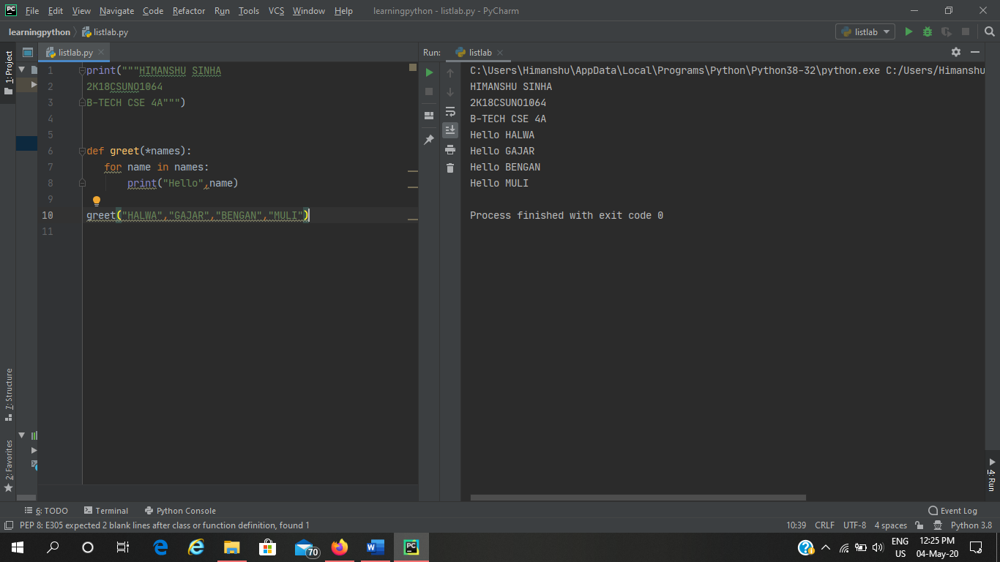 File Edit View Navigate Code Refactor Run Tools VCS Window Help learningpython - listlab.py - PyCharm
learningpython listlab.py listlab
1: Project
listlab.py
1 print("""HIMANSHU SINHA
2 2K18CSUNO1064
3 B-TECH CSE 4A""")
4
5
6 def greet(*names):
7 for name in names:
8 print("Hello",name)
9
10 greet("HALWA","GAJAR","BENGAN","MULI")
11
Run: listlab
C:\Users\Himanshu\AppData\Local\Programs\Python\Python38-32\python.exe C:/Users/Himanshu
HIMANSHU SINHA
2K18CSUNO1064
B-TECH CSE 4A
Hello HALWA
Hello GAJAR
Hello BENGAN
Hello MULI
Process finished with exit code 0
7: Structure
2: Favorites
4: Run
6: TODO Terminal Python Console Event Log
PEP 8: E305 expected 2 blank lines after class or function definition, found 1 10:39 CRLF UTF-8 4 spaces Python 3.8
70
ENG
US
12:25 PM
04-May-20